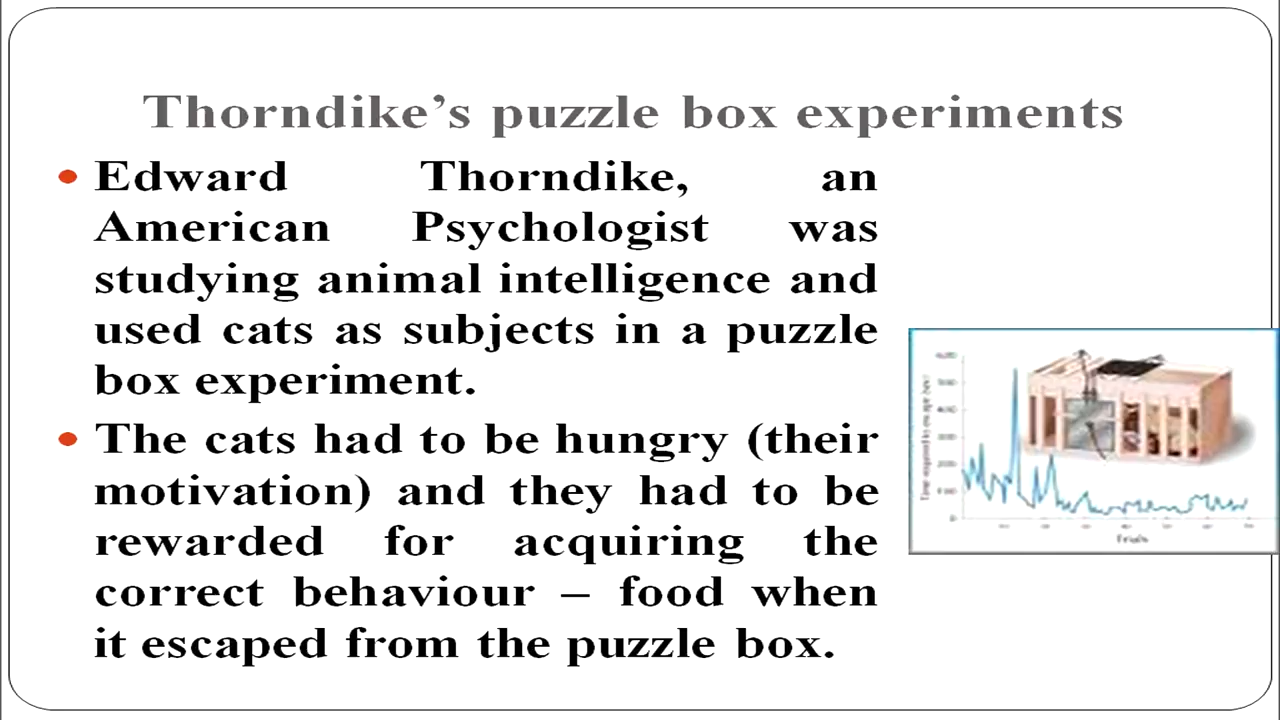 Thorndike’s puzzle box experiments
Edward Thorndike, an
American Psychologist was
studying animal intelligence and
used cats as subjects in a puzzle
box experiment.
The cats had to be hungry (their
motivation) and they had to be
rewarded for acquiring the
correct behaviour – food when
it escaped from the puzzle box.
Trials